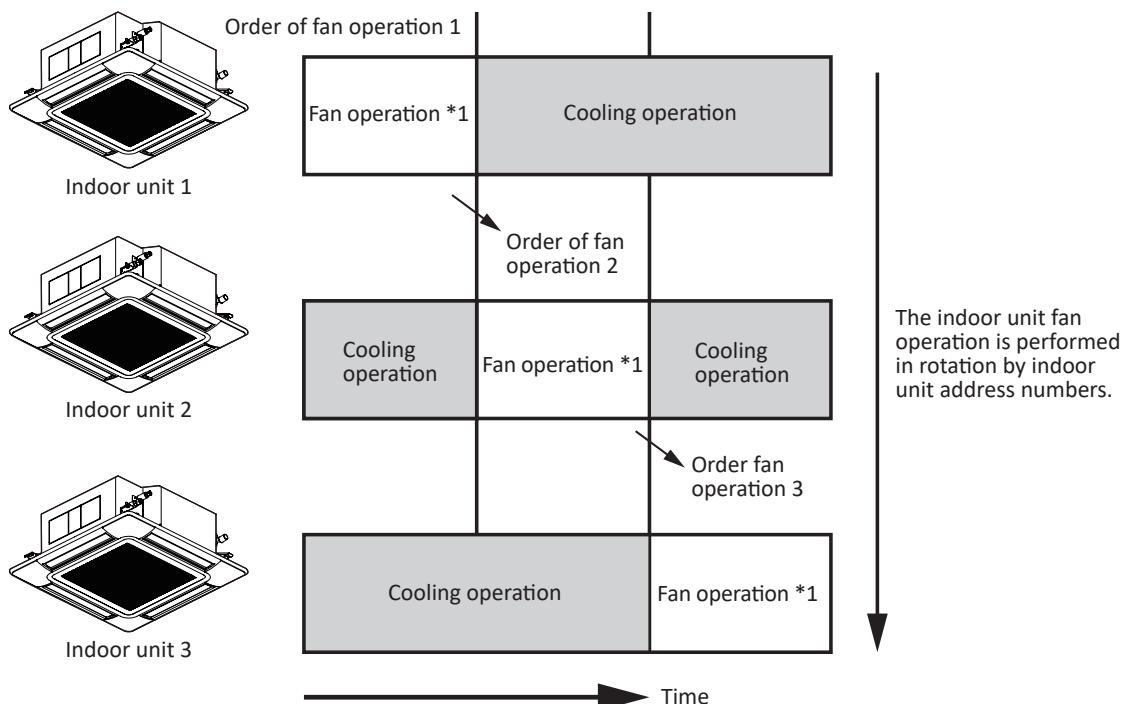 Order of fan operation 1
Fan operation *1
Cooling operation
Indoor unit 1
Order of fan
operation 2
Cooling
operation
Fan operation *1
Cooling
operation
Indoor unit 2
The indoor unit fan
operation is performed
in rotation by indoor
unit address numbers.
Order fan
operation 3
Cooling operation
Fan operation *1
Indoor unit 3
Time